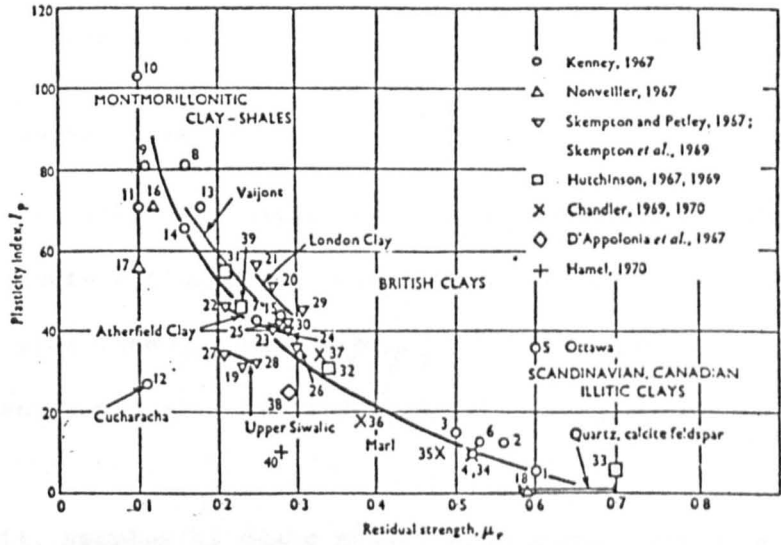 120
100
80
60
40
20
0
Plasticity Index, Ip
0
0·1
0·2
0·3
0·4
0·5
0·6
0·7
0·8
0·9
Residual strength, μr
○ Kenney, 1967
△ Nonveiller, 1967
▽ Skempton and Petley, 1967;
Skempton et al., 1969
□ Hutchinson, 1967, 1969
× Chandler, 1969, 1970
◇ D'Appolonia et al., 1967
+ Hamel, 1970
10
MONTMORILLONITIC
CLAY-SHALES
9
8
11
16
13
Vaijont
14
39
31
21
London Clay
17
20
BRITISH CLAYS
22
7
15
29
30
Atherfield Clay
25
23
24
5 Ottawa
27
28
37
19
32
26
SCANDINAVIAN, CANADIAN
ILLITIC CLAYS
12
38
Cucharacha
Upper Siwalic
36
Marl
3
6
2
Quartz, calcite feldspar
40
35
4,34
33
1
18